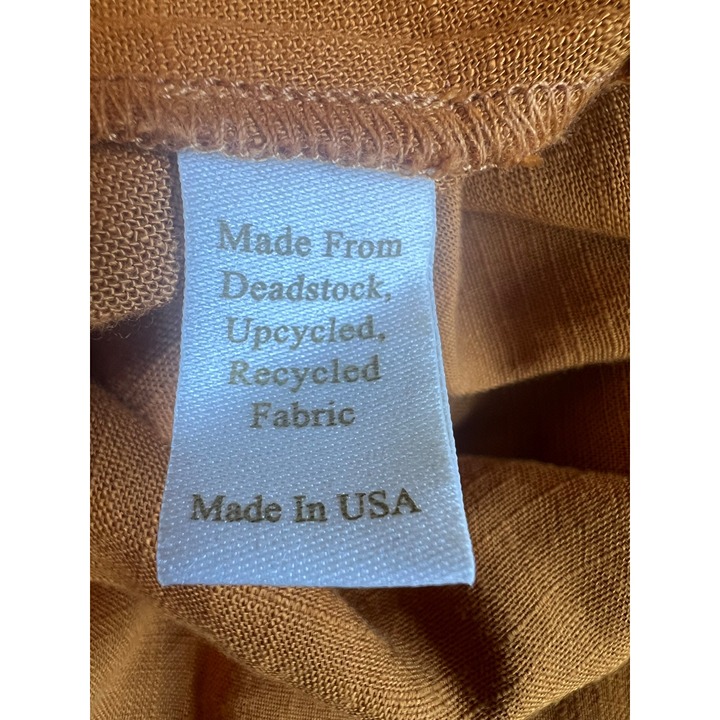 Made From
Deadstock,
Upcycled,
Recycled
Fabric
Made In USA